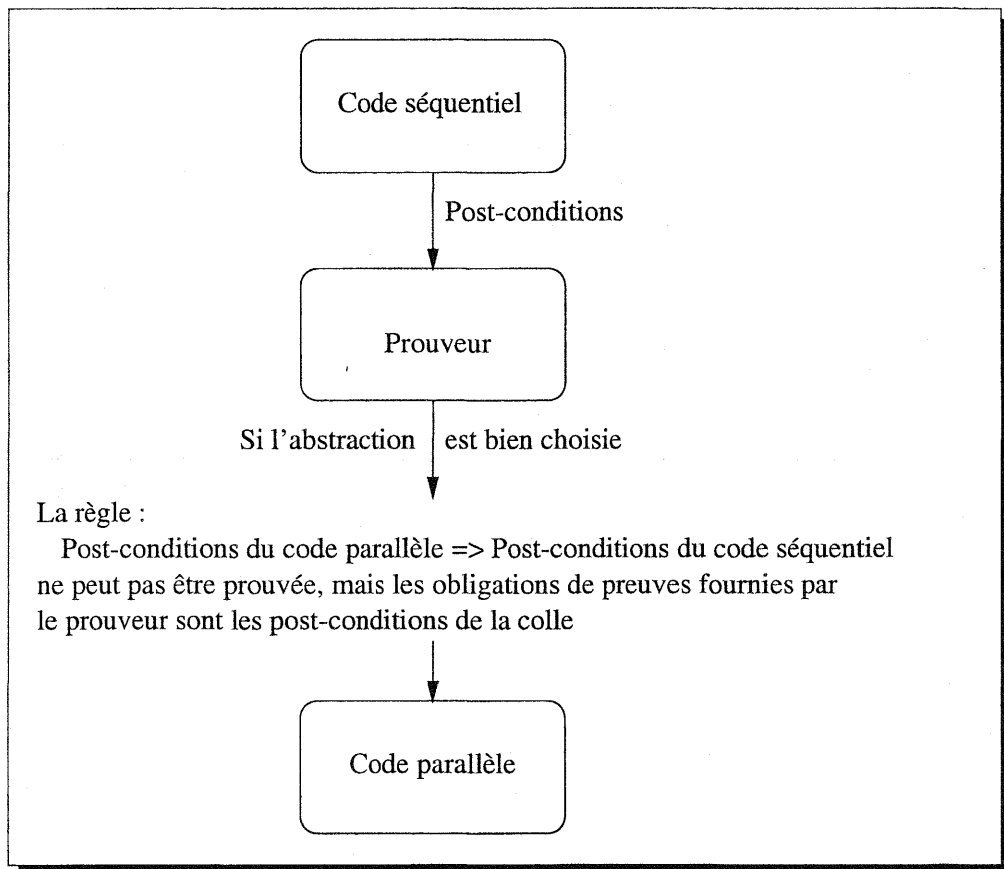 Code séquentiel
Post-conditions
Prouveur
Si l'abstraction est bien choisie
La règle :
Post-conditions du code parallèle => Post-conditions du code séquentiel
ne peut pas être prouvée, mais les obligations de preuves fournies par
le prouveur sont les post-conditions de la colle
Code parallèle